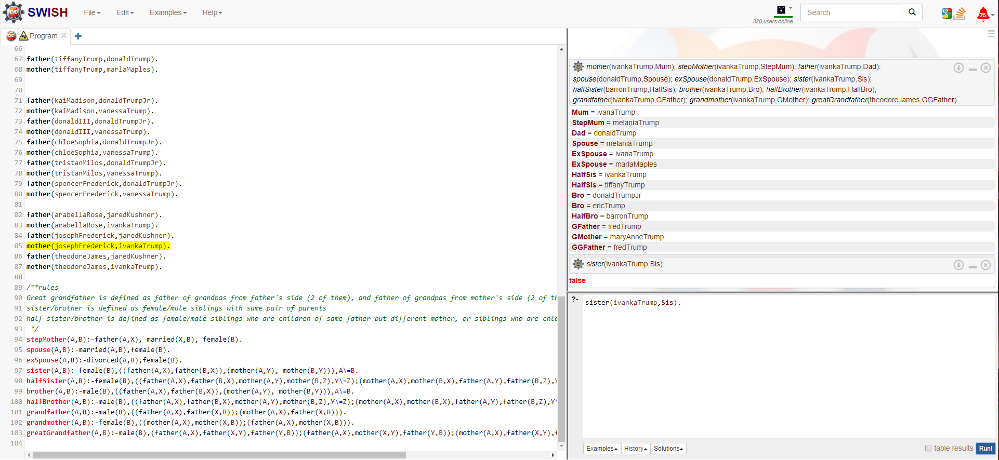 SWISH File Edit Examples Help
320 users online
Search
25
Program
66
67 father(tiffanyTrump,donaldTrump).
68 mother(tiffanyTrump,marlaMaples).
69
70
71 father(kaiMadison,donaldTrumpJr).
72 mother(kaiMadison,vanessaTrump).
73 father(donaldIII,donaldTrumpJr).
74 mother(donaldIII,vanessaTrump).
75 father(chloeSophia,donaldTrumpJr).
76 mother(chloeSophia,vanessaTrump).
77 father(tristanMilos,donaldTrumpJr).
78 mother(tristanMilos,vanessaTrump).
79 father(spencerFrederick,donaldTrumpJr).
80 mother(spencerFrederick,vanessaTrump).
81
82 father(arabellaRose,jaredKushner).
83 mother(arabellaRose,ivankaTrump).
84 father(josephFrederick,jaredKushner).
85 mother(josephFrederick,ivankaTrump).
86 father(theodoreJames,jaredKushner).
87 mother(theodoreJames,ivankaTrump).
88
89 /**rules
90 Great grandfather is defined as father of grandpas from father's side (2 of them), and father of grandpas from mother's side (2 of th
91 sister/brother is defined as female/male siblings with same pair of parents
92 half sister/brother is defined as female/male siblings who are children of same father but different mother, or siblings who are chl
93 */
94 stepMother(A,B):-father(A,X), married(X,B), female(B).
95 spouse(A,B):-married(A,B),female(B).
96 exSpouse(A,B):-divorced(A,B),female(B).
97 sister(A,B):-female(B),((father(A,X),father(B,X)),(mother(A,Y), mother(B,Y))),A\=B.
98 halfSister(A,B):-female(B),((father(A,X),father(B,X),mother(A,Y),mother(B,Z),Y\=Z);(mother(A,X),mother(B,X),father(A,Y),father(B,Z),Y
99 brother(A,B):-male(B),((father(A,X),father(B,X)),(mother(A,Y), mother(B,Y))),A\=B.
100 halfBrother(A,B):-male(B),((father(A,X),father(B,X),mother(A,Y),mother(B,Z),Y\=Z);(mother(A,X),mother(B,X),father(A,Y),father(B,Z),Y\
101 grandfather(A,B):-male(B),((father(A,X),father(X,B));(mother(A,X),father(X,B))).
102 grandmother(A,B):-female(B),((mother(A,X),mother(X,B));(father(A,X),mother(X,B))).
103 greatGrandfather(A,B):-male(B),(father(A,X),father(X,Y),father(Y,B));(father(A,X),mother(X,Y),father(Y,B));(mother(A,X),father(X,Y),f
104
mother(ivankaTrump,Mum); stepMother(ivankaTrump,StepMum); father(ivankaTrump,Dad);
spouse(donaldTrump,Spouse); exSpouse(donaldTrump,ExSpouse); sister(ivankaTrump,Sis);
halfSister(barronTrump,HalfSis); brother(ivankaTrump,Bro); halfBrother(ivankaTrump,HalfBro);
grandfather(ivankaTrump,GFather); grandmother(ivankaTrump,GMother); greatGrandfather(theodoreJames,GGFather).
Mum = ivanaTrump
StepMum = melaniaTrump
Dad = donaldTrump
Spouse = melaniaTrump
ExSpouse = ivanaTrump
ExSpouse = marlaMaples
HalfSis = ivankaTrump
HalfSis = tiffanyTrump
Bro = donaldTrumpJr
Bro = ericTrump
HalfBro = barronTrump
GFather = fredTrump
GMother = maryAnneTrump
GGFather = fredTrump
sister(ivankaTrump,Sis).
false
?- sister(ivankaTrump,Sis).
Examples History Solutions table results Run!